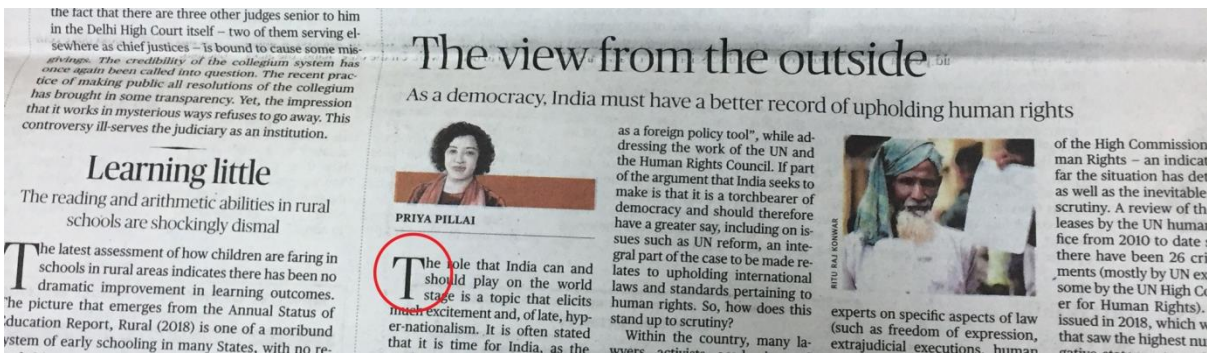 the fact that there are three other judges senior to him
in the Delhi High Court itself – two of them serving el-
sewhere as chief justices – is bound to cause some mis-
givings. The credibility of the collegium system has
once again been called into question. The recent prac-
tice of making public all resolutions of the collegium
has brought in some transparency. Yet, the impression
that it works in mysterious ways refuses to go away. This
controversy ill-serves the judiciary as an institution.
Learning little
The reading and arithmetic abilities in rural
schools are shockingly dismal
The latest assessment of how children are faring in
schools in rural areas indicates there has been no
dramatic improvement in learning outcomes.
The picture that emerges from the Annual Status of
Education Report, Rural (2018) is one of a moribund
system of early schooling in many States, with no re-
The view from the outside
As a democracy, India must have a better record of upholding human rights
PRIYA PILLAI
The role that India can and
should play on the world
stage is a topic that elicits
much excitement and, of late, hyp-
er-nationalism. It is often stated
that it is time for India, as the
as a foreign policy tool”, while ad-
dressing the work of the UN and
the Human Rights Council. If part
of the argument that India seeks to
make is that it is a torchbearer of
democracy and should therefore
have a greater say, including on is-
sues such as UN reform, an inte-
gral part of the case to be made re-
lates to upholding international
laws and standards pertaining to
human rights. So, how does this
stand up to scrutiny?
Within the country, many la-
RITU RAJ KONWAR
experts on specific aspects of law
(such as freedom of expression,
extrajudicial executions, human
of the High Commission
man Rights – an indicat
far the situation has det
as well as the inevitable
scrutiny. A review of th
leases by the UN human
fice from 2010 to date
there have been 26 cri
ments (mostly by UN ex
some by the UN High Co
er for Human Rights).
issued in 2018, which w
that saw the highest nu